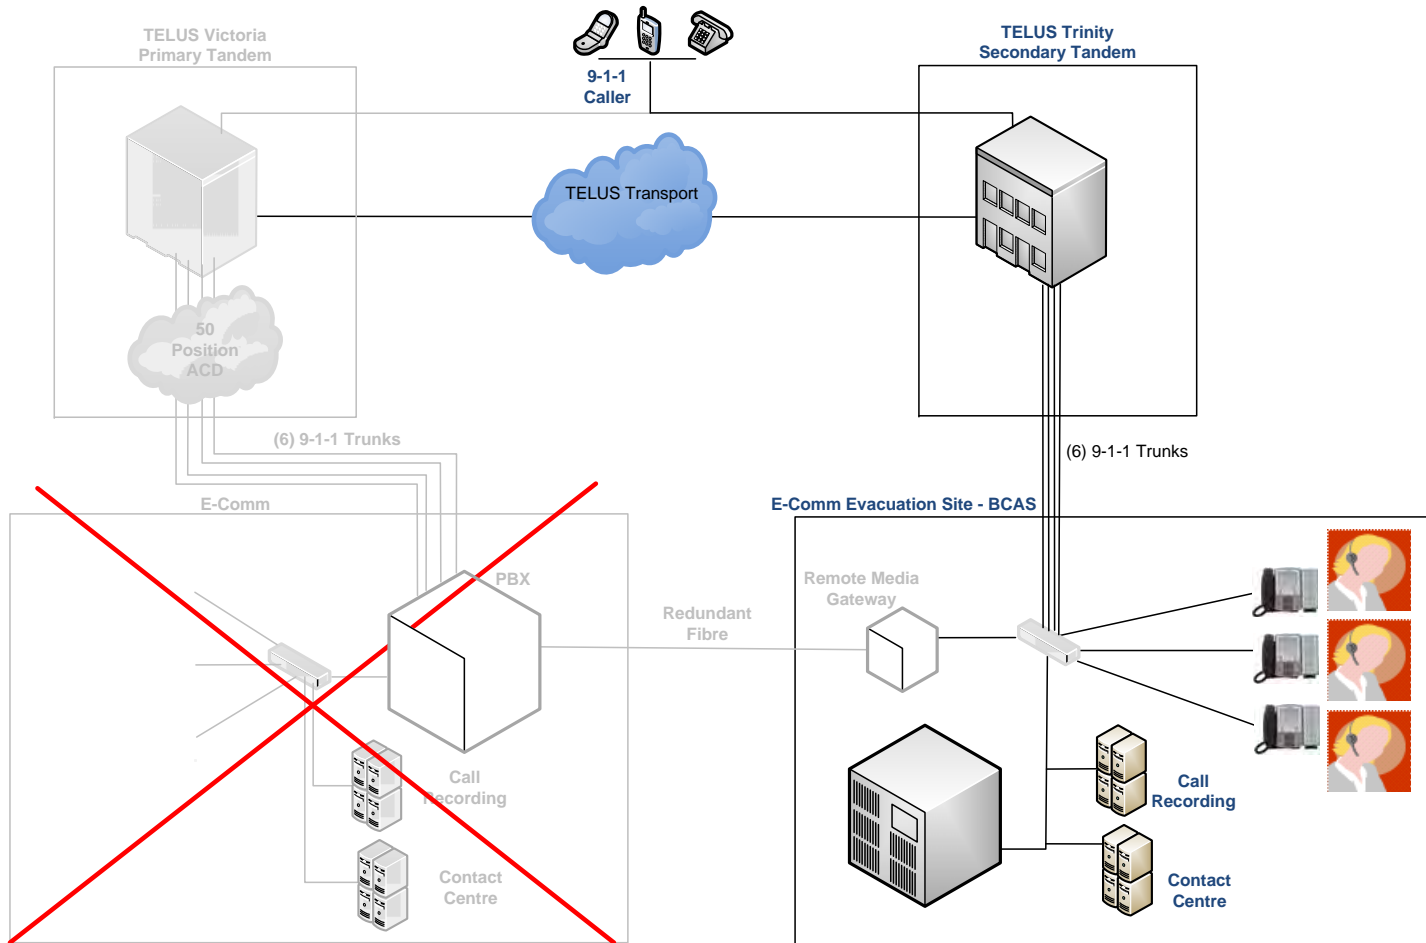 TELUS Victoria
Primary Tandem
9-1-1
Caller
TELUS Trinity
Secondary Tandem
TELUS Transport
50
Position
ACD
(6) 9-1-1 Trunks
(6) 9-1-1 Trunks
E-Comm
E-Comm Evacuation Site - BCAS
PBX
Redundant
Fibre
Remote Media
Gateway
Call
Recording
Contact
Centre
Call
Recording
Contact
Centre